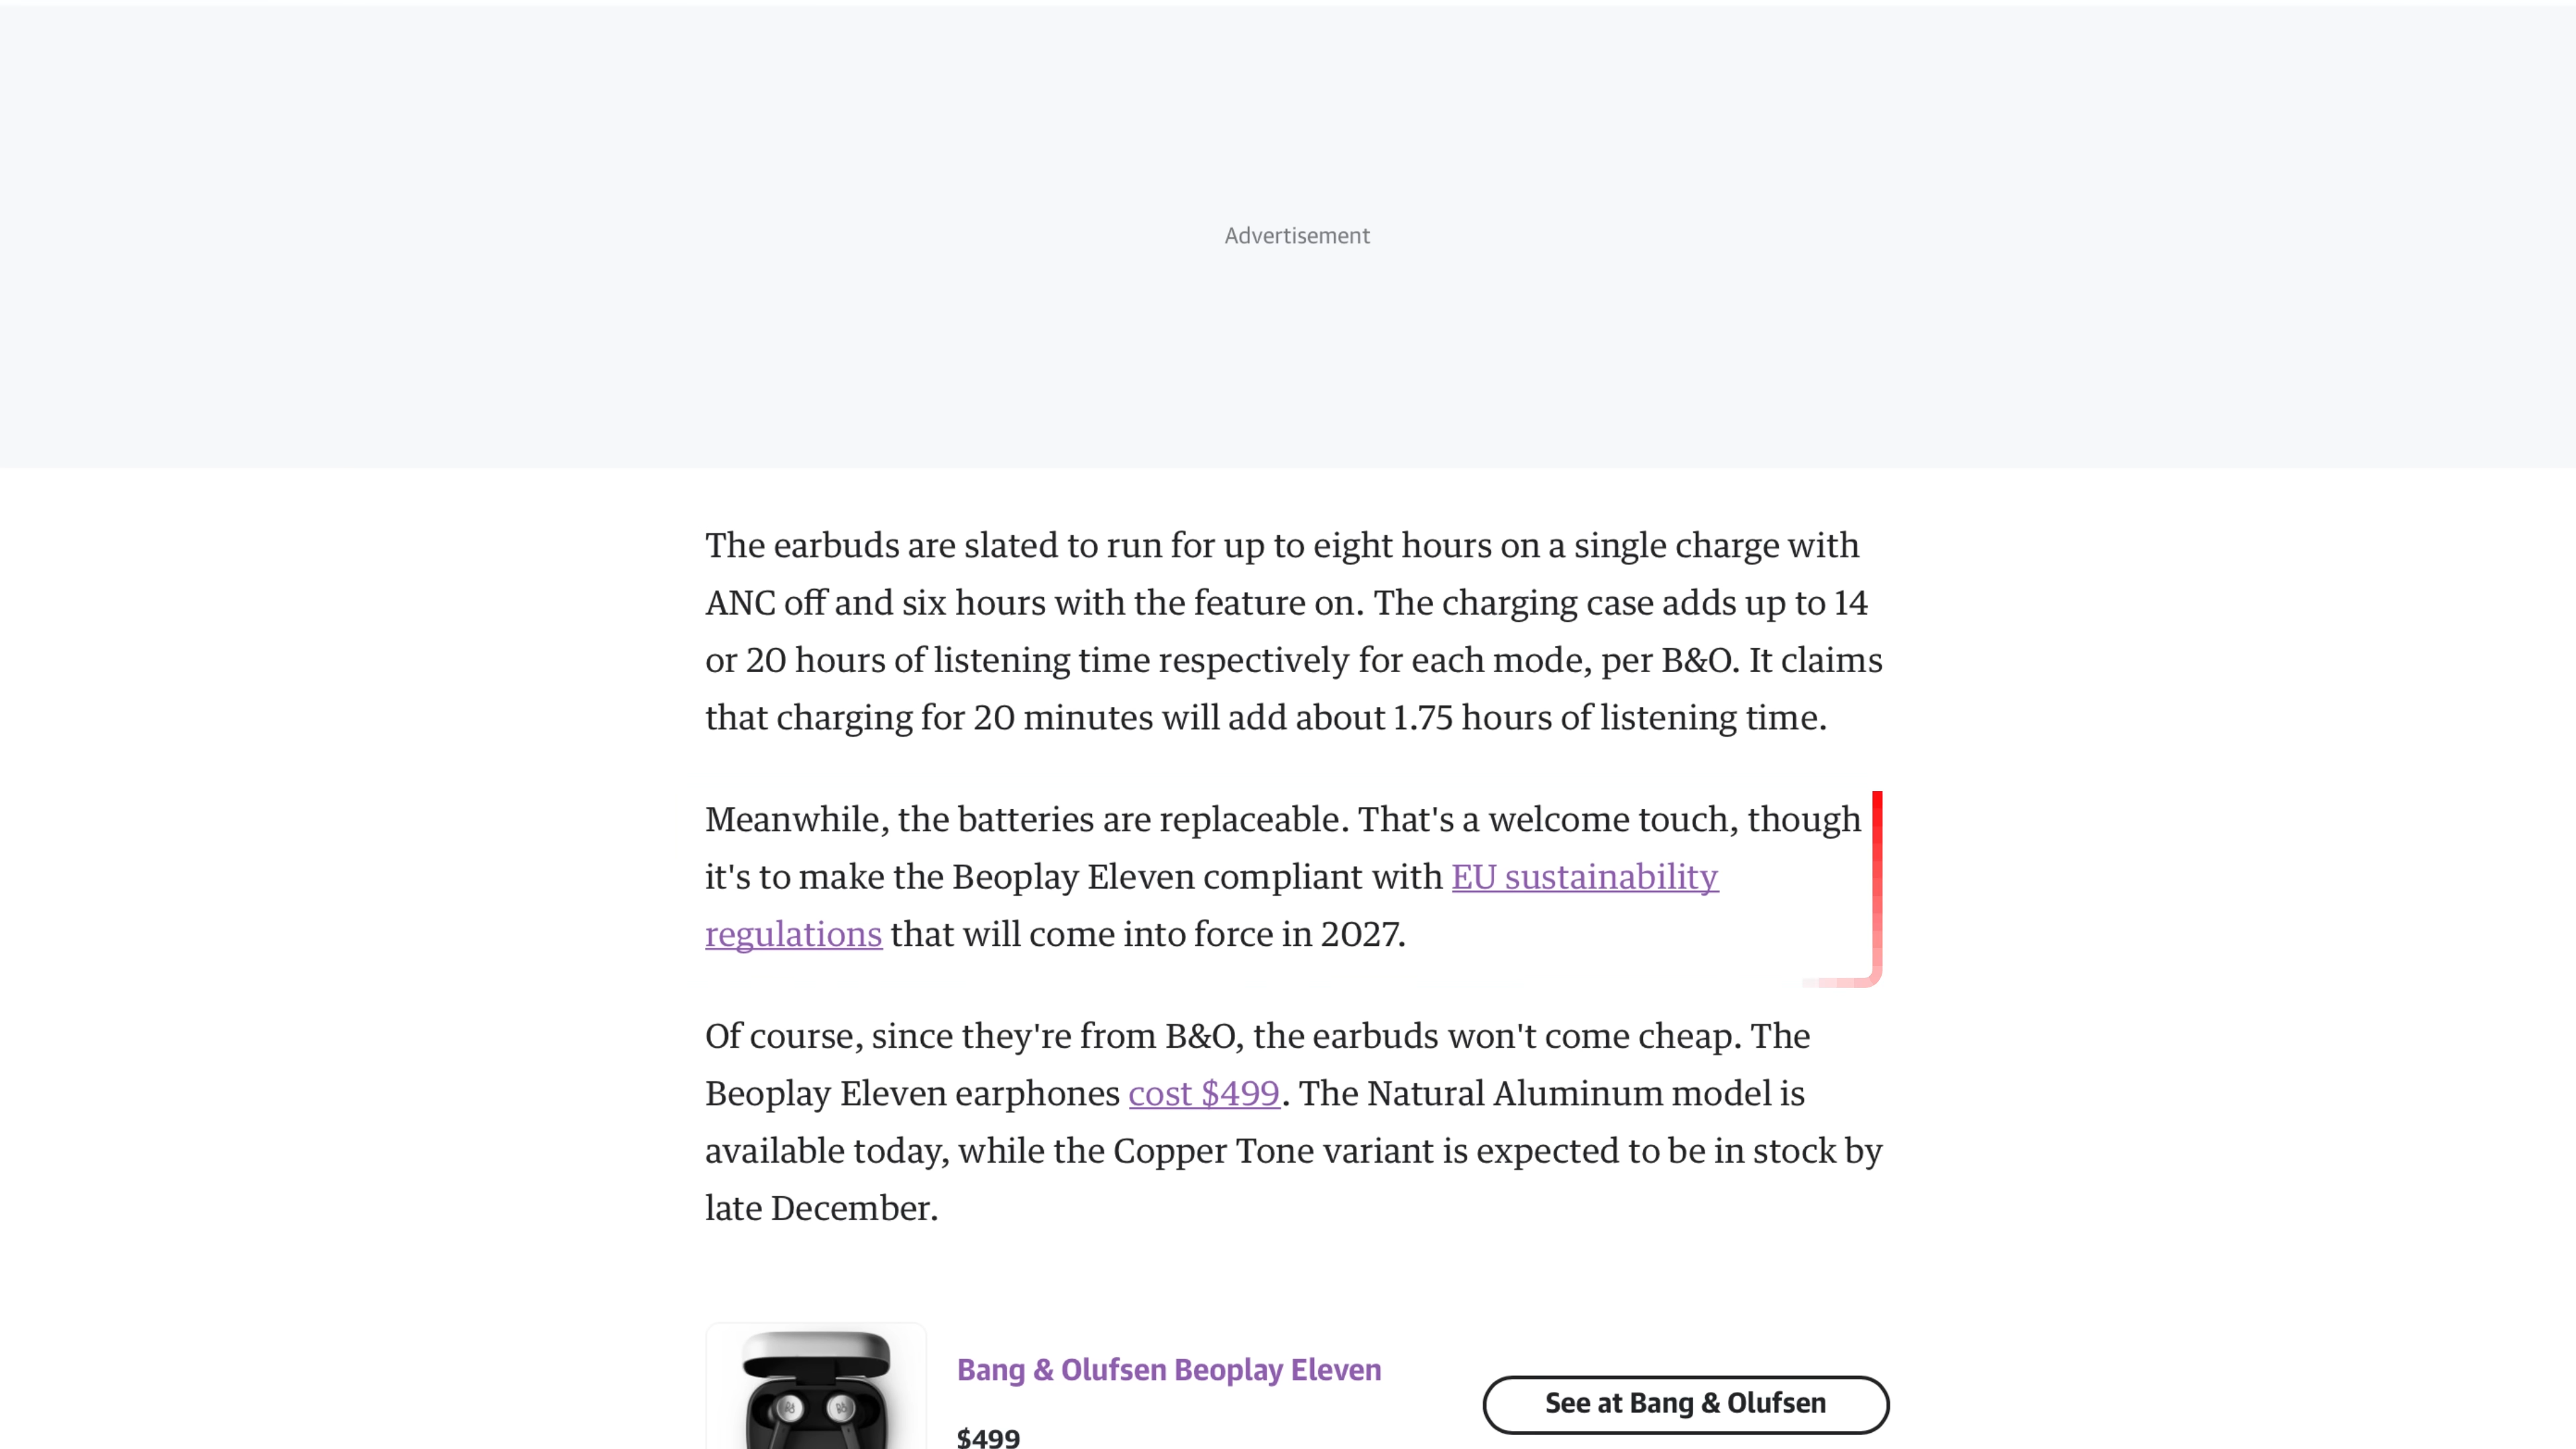 Advertisement
The earbuds are slated to run for up to eight hours on a single charge with
ANC off and six hours with the feature on. The charging case adds up to 14
or 20 hours of listening time respectively for each mode, per B&O. It claims
that charging for 20 minutes will add about 1.75 hours of listening time.
Meanwhile, the batteries are replaceable. That's a welcome touch, though
it's to make the Beoplay Eleven compliant with EU sustainability
regulations that will come into force in 2027.
Of course, since they're from B&O, the earbuds won't come cheap. The
Beoplay Eleven earphones cost $499. The Natural Aluminum model is
available today, while the Copper Tone variant is expected to be in stock by
late December.
Bang & Olufsen Beoplay Eleven
$499
See at Bang & Olufsen